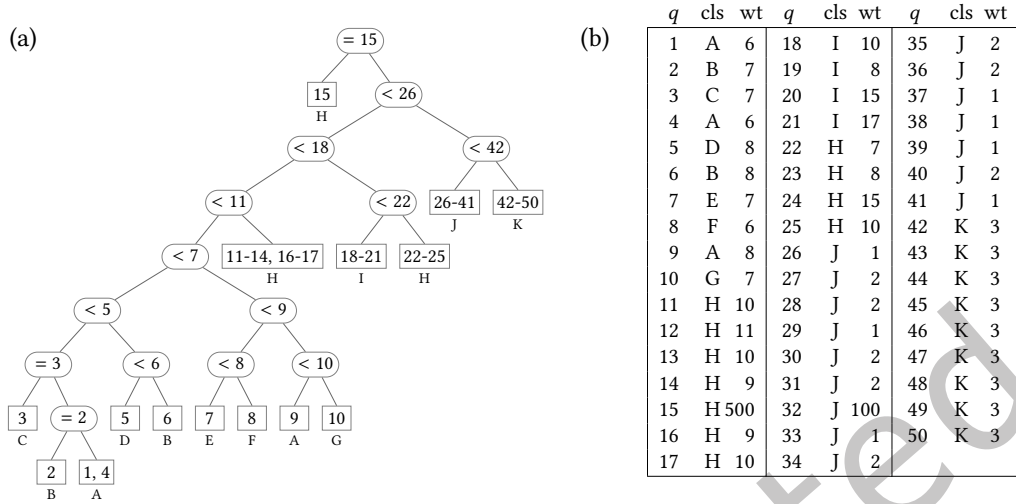 (a)
= 15
15
H
< 26
< 18
< 42
< 11
< 22
26-41
J
42-50
K
< 7
11-14, 16-17
H
18-21
I
22-25
H
< 5
< 9
= 3
< 6
< 8
< 10
3
C
= 2
5
D
6
B
7
E
8
F
9
A
10
G
2
B
1, 4
A
(b)
q cls wt q cls wt q cls wt
1 A 6 18 I 10 35 J 2
2 B 7 19 I 8 36 J 2
3 C 7 20 I 15 37 J 1
4 A 6 21 I 17 38 J 1
5 D 8 22 H 7 39 J 1
6 B 8 23 H 8 40 J 2
7 E 7 24 H 15 41 J 1
8 F 6 25 H 10 42 K 3
9 A 8 26 J 1 43 K 3
10 G 7 27 J 2 44 K 3
11 H 10 28 J 2 45 K 3
12 H 11 29 J 1 46 K 3
13 H 10 30 J 2 47 K 3
14 H 9 31 J 2 48 K 3
15 H 500 32 J 100 49 K 3
16 H 9 33 J 1 50 K 3
17 H 10 34 J 2
ted